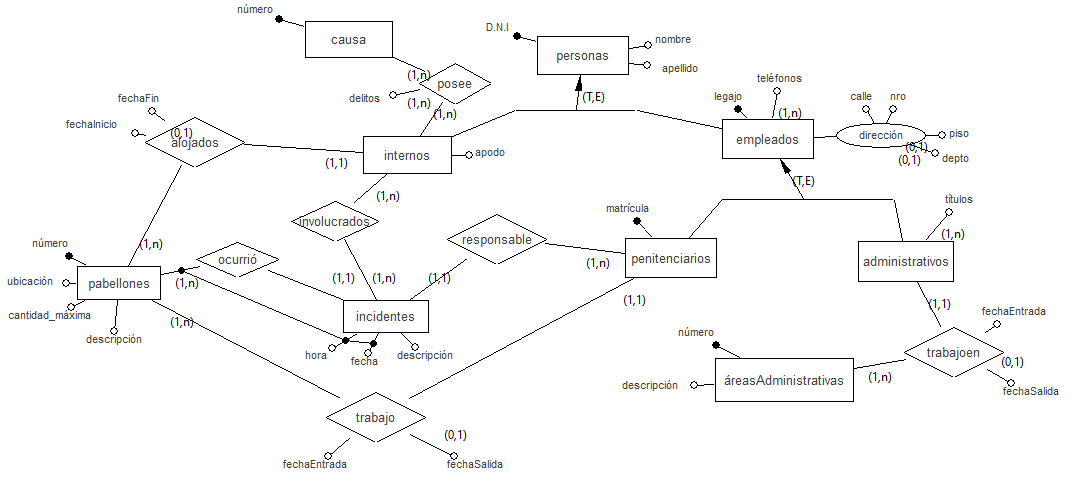 número
causa
D.N.I
personas
nombre
apellido
(T,E)
(1,n)
posee
delitos
(1,n)
(1,n)
fechaFin
fechaInicio
(0,1)
alojados
(1,1)
internos
apodo
teléfonos
legajo
(1,n)
empleados
calle
nro
dirección
piso
(0,1)
depto
(0,1)
(T,E)
(1,n)
involucrados
matrícula
títulos
(1,n)
responsable
(1,n)
penitenciarios
administrativos
número
(1,n)
ocurrió
ubicación
pabellones
(1,n)
(1,1)
(1,n)
(1,1)
(1,1)
(1,1)
cantidad_máxima
descripción
(1,n)
incidentes
hora
fecha
descripción
fechaEntrada
número
trabajoen
(0,1)
áreasAdministrativas
(1,n)
descripción
fechaSalida
trabajo
(0,1)
fechaEntrada
fechaSalida